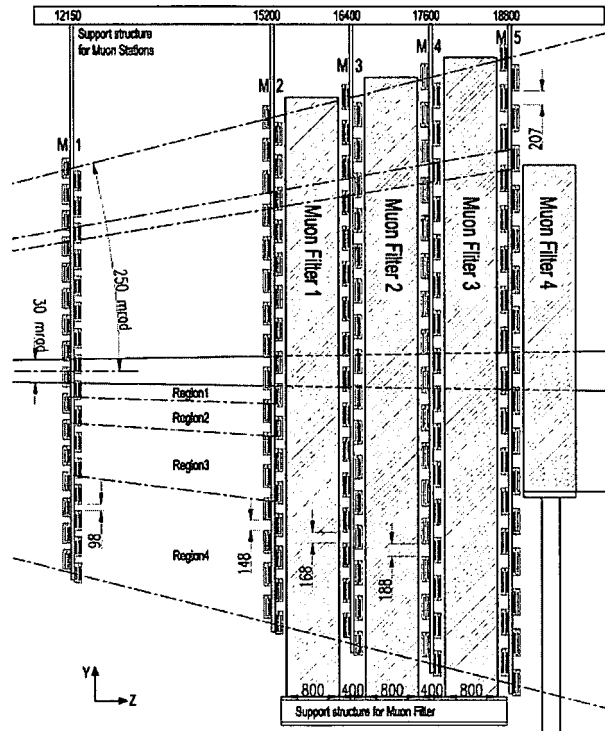 12150
15200 16400 17600 18800
Support structure
for Muon Stations
M 1
M 2
M 3
M 4
M 5
207
Muon Filter 1
Muon Filter 2
Muon Filter 3
Muon Filter 4
250 mrad
30 mrad
Region1
Region2
Region3
Region4
98
148
168
188
Y
Z
800 400 800 400 800
Support structure for Muon Filter